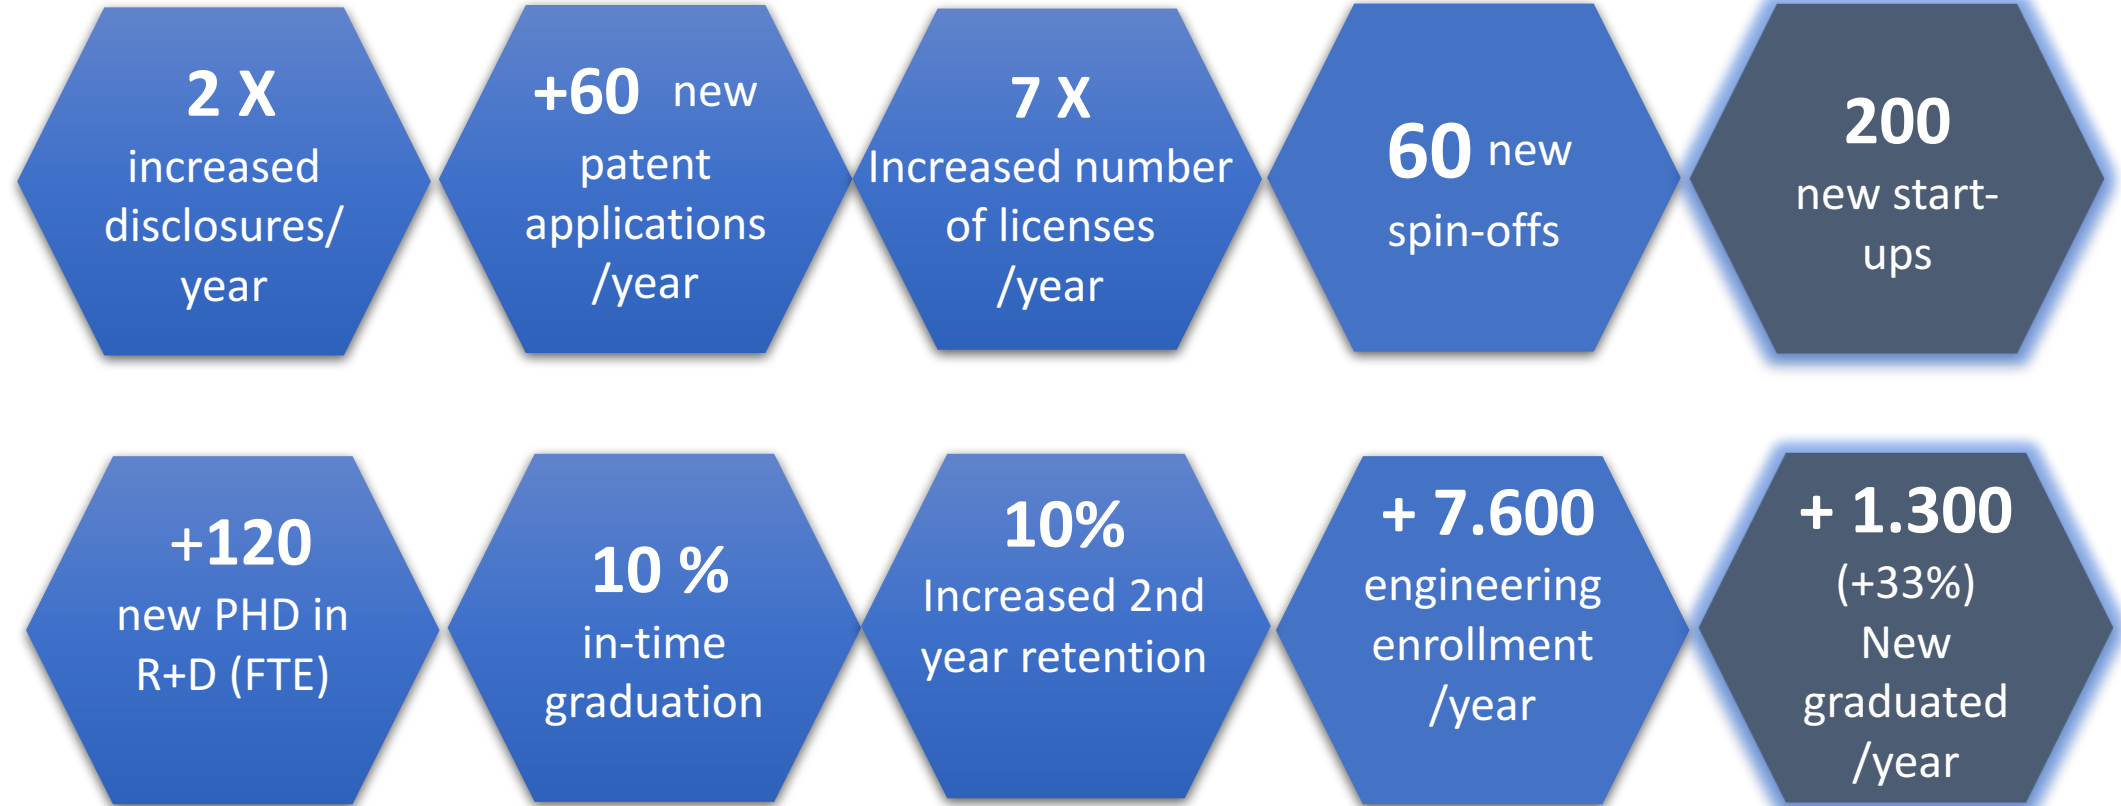 2 X
increased
disclosures/
year
+60 new
patent
applications
/year
7 X
Increased number
of licenses
/year
60 new
spin-offs
200
new start-
ups
+120
new PHD in
R+D (FTE)
10 %
in-time
graduation
10%
Increased 2nd
year retention
+ 7.600
engineering
enrollment
/year
+ 1.300
(+33%)
New
graduated
/year